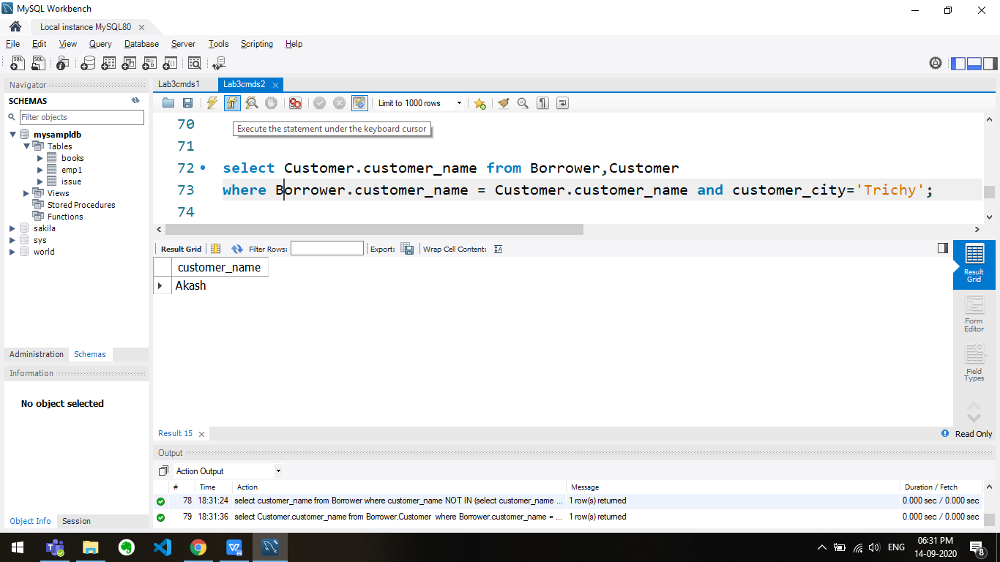 MySQL Workbench
Local instance MySQL80
File Edit View Query Database Server Tools Scripting Help
Navigator
SCHEMAS
Filter objects
mysampldb
Tables
books
emp1
issue
Views
Stored Procedures
Functions
sakila
sys
world
Administration Schemas
Information
No object selected
Object Info Session
Lab3cmds1 Lab3cmds2
Limit to 1000 rows
Execute the statement under the keyboard cursor
70
71
72 select Customer.customer_name from Borrower,Customer
73 where Borrower.customer_name = Customer.customer_name and customer_city='Trichy';
74
Result Grid Filter Rows: Export: Wrap Cell Content:
customer_name
Akash
Result Grid
Form Editor
Field Types
Result 15 Read Only
Output
Action Output
# Time Action Message Duration / Fetch
78 18:31:24 select customer_name from Borrower where customer_name NOT IN (select customer_name ... 1 row(s) returned 0.000 sec / 0.000 sec
79 18:31:36 select Customer.customer_name from Borrower,Customer where Borrower.customer_name = ... 1 row(s) returned 0.000 sec / 0.000 sec
ENG 06:31 PM
14-09-2020
8